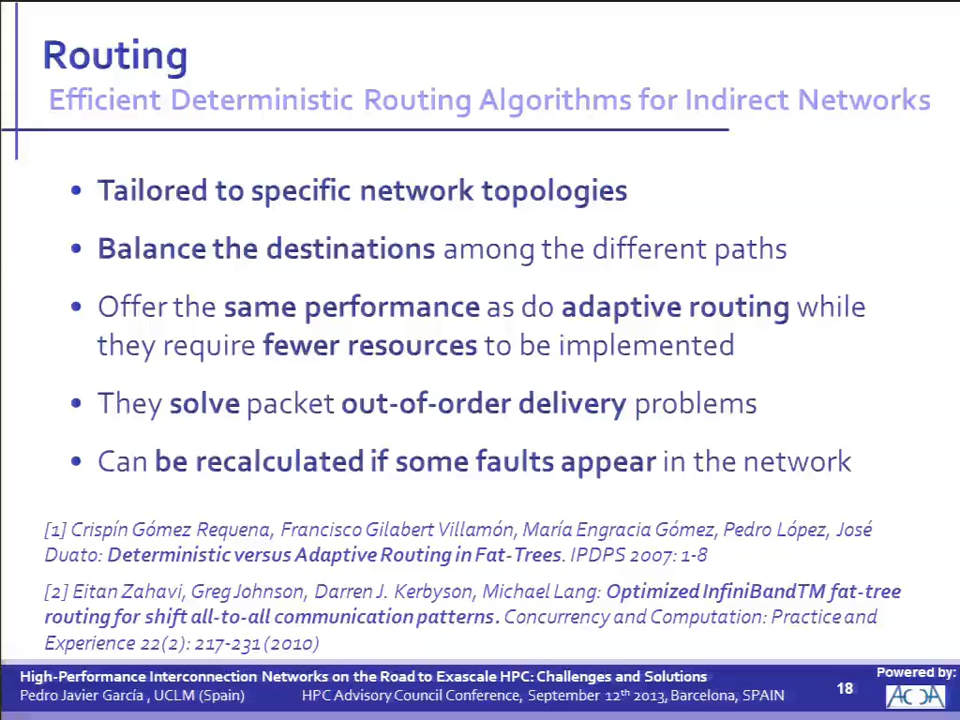 Routing
Efficient Deterministic Routing Algorithms for Indirect Networks
• Tailored to specific network topologies
• Balance the destinations among the different paths
• Offer the same performance as do adaptive routing while
they require fewer resources to be implemented
• They solve packet out-of-order delivery problems
• Can be recalculated if some faults appear in the network
[1] Crispín Gómez Requena, Francisco Gilabert Villamón, María Engracia Gómez, Pedro López, José
Duato: Deterministic versus Adaptive Routing in Fat-Trees. IPDPS 2007: 1-8
[2] Eitan Zahavi, Greg Johnson, Darren J. Kerbyson, Michael Lang: Optimized InfiniBandTM fat-tree
routing for shift all-to-all communication patterns. Concurrency and Computation: Practice and
Experience 22(2): 217-231 (2010)
High-Performance Interconnection Networks on the Road to Exascale HPC: Challenges and Solutions
Pedro Javier García, UCLM (Spain) HPC Advisory Council Conference, September 12th 2013, Barcelona, SPAIN
18
Powered by: